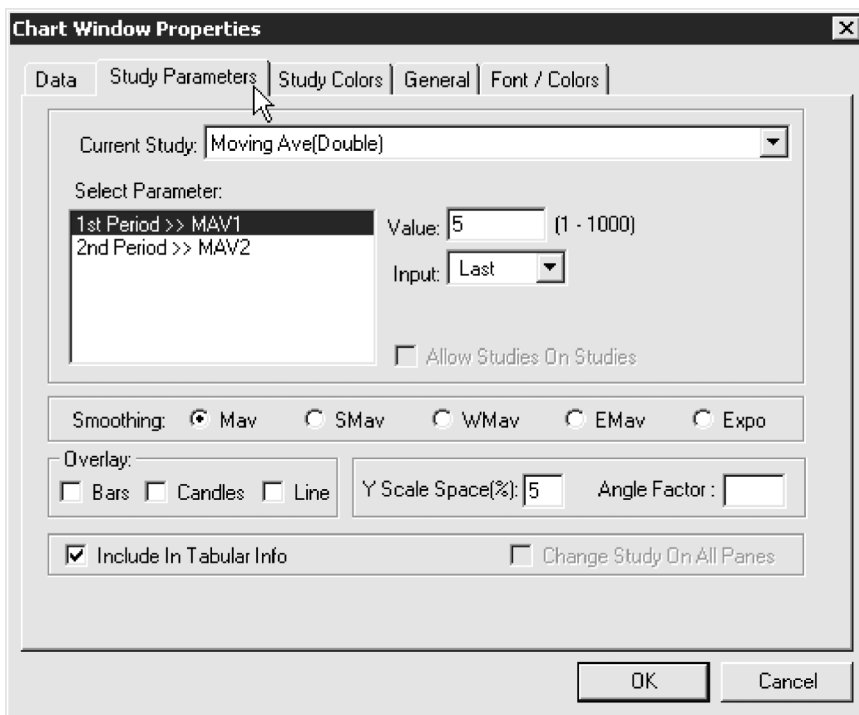 Chart Window Properties
Data Study Parameters Study Colors General Font / Colors
Current Study: Moving Ave(Double)
Select Parameter:
1st Period >> MAV1
2nd Period >> MAV2
Value: 5 (1 - 1000)
Input: Last
Allow Studies On Studies
Smoothing: Mav SMav WMav EMav Expo
Overlay:
Bars Candles Line
Y Scale Space(%): 5 Angle Factor :
Include In Tabular Info Change Study On All Panes
OK Cancel